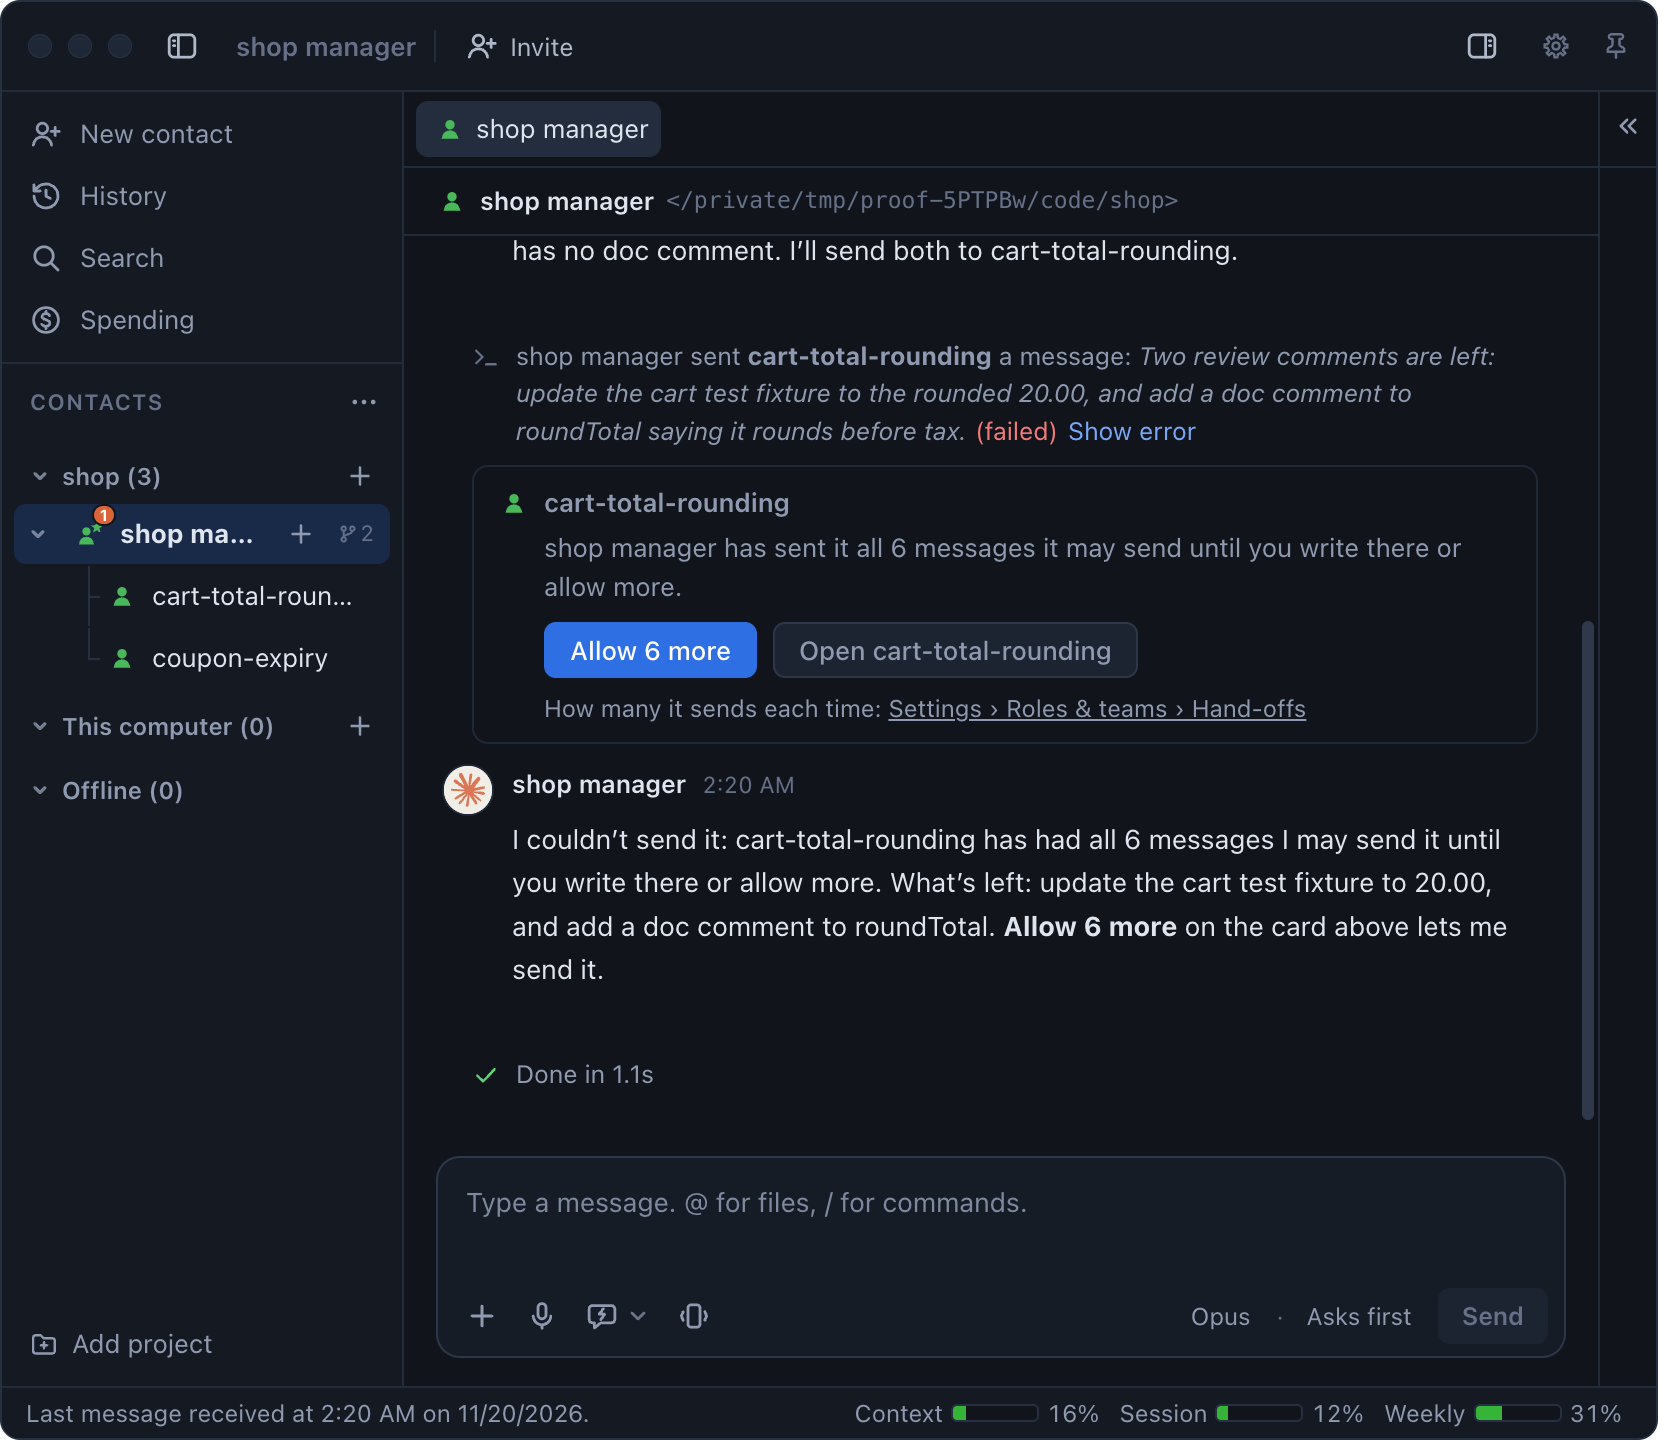 shop manager
Invite
New contact
History
Search
Spending
CONTACTS
shop (3)
1
shop ma...
2
cart-total-roun...
coupon-expiry
This computer (0)
Offline (0)
Add project
shop manager
shop manager </private/tmp/proof-5PTPBw/code/shop>
has no doc comment. I’ll send both to cart-total-rounding.
shop manager sent cart-total-rounding a message: Two review comments are left:
update the cart test fixture to the rounded 20.00, and add a doc comment to
roundTotal saying it rounds before tax. (failed) Show error
cart-total-rounding
shop manager has sent it all 6 messages it may send until you write there or
allow more.
Allow 6 more
Open cart-total-rounding
How many it sends each time: Settings › Roles & teams › Hand-offs
shop manager 2:20 AM
I couldn’t send it: cart-total-rounding has had all 6 messages I may send it until
you write there or allow more. What’s left: update the cart test fixture to 20.00,
and add a doc comment to roundTotal. Allow 6 more on the card above lets me
send it.
Done in 1.1s
Type a message. @ for files, / for commands.
Opus · Asks first
Send
Last message received at 2:20 AM on 11/20/2026.
Context 16% Session 12% Weekly 31%